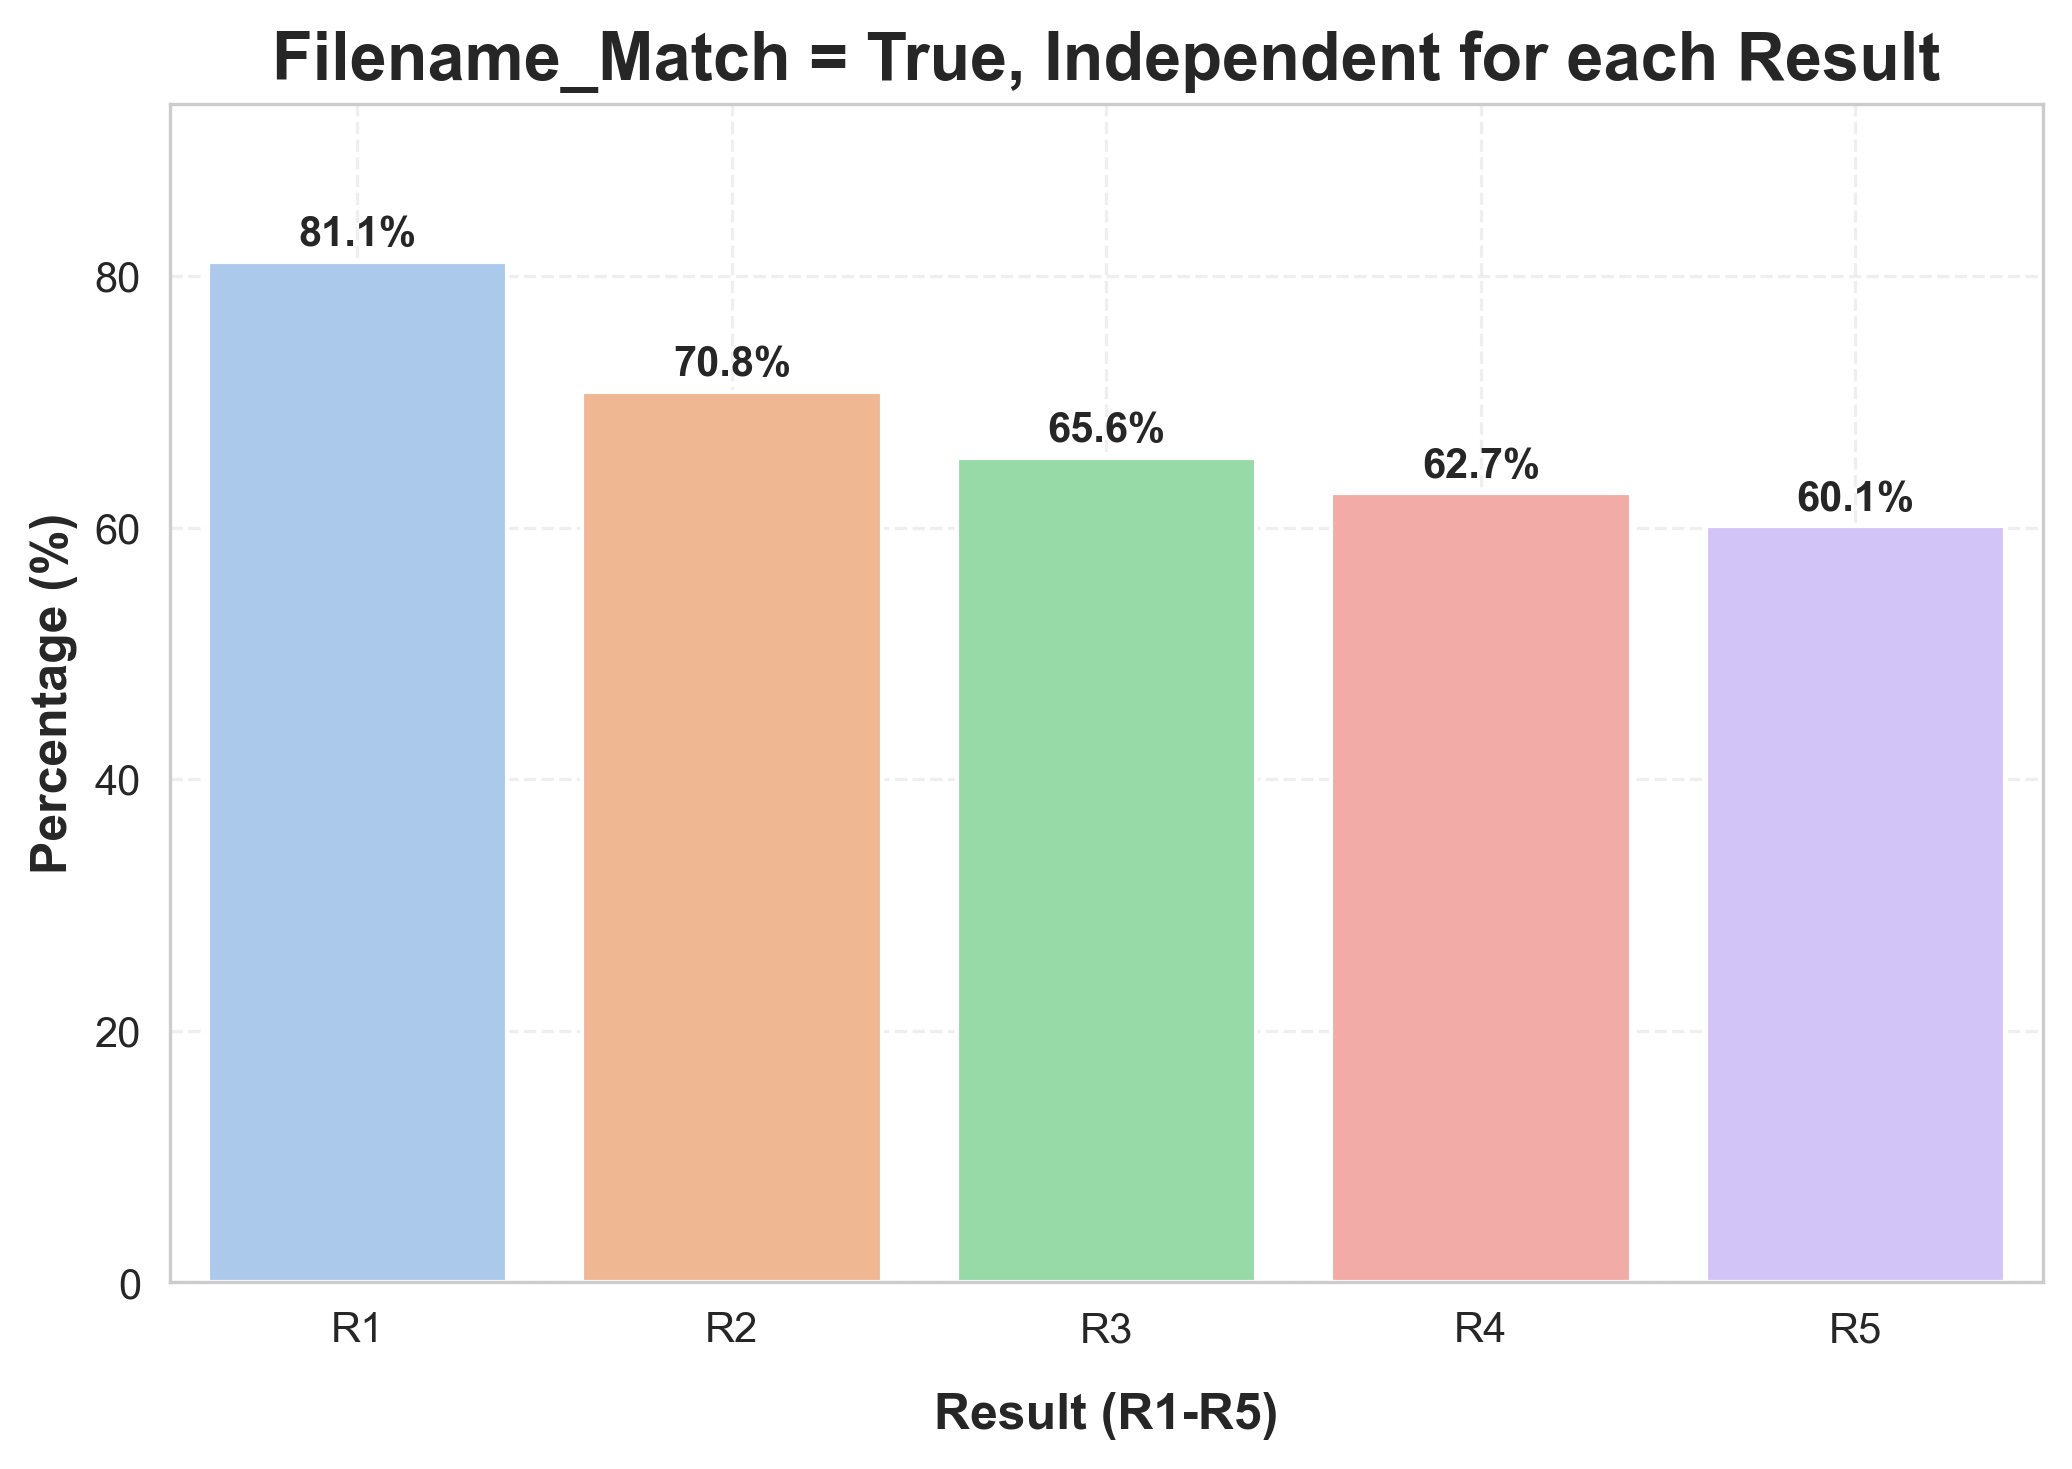 Filename_Match = True, Independent for each Result
81.1%
70.8%
65.6%
62.7%
60.1%
80
60
40
20
0
Percentage (%)
R1 R2 R3 R4 R5
Result (R1-R5)